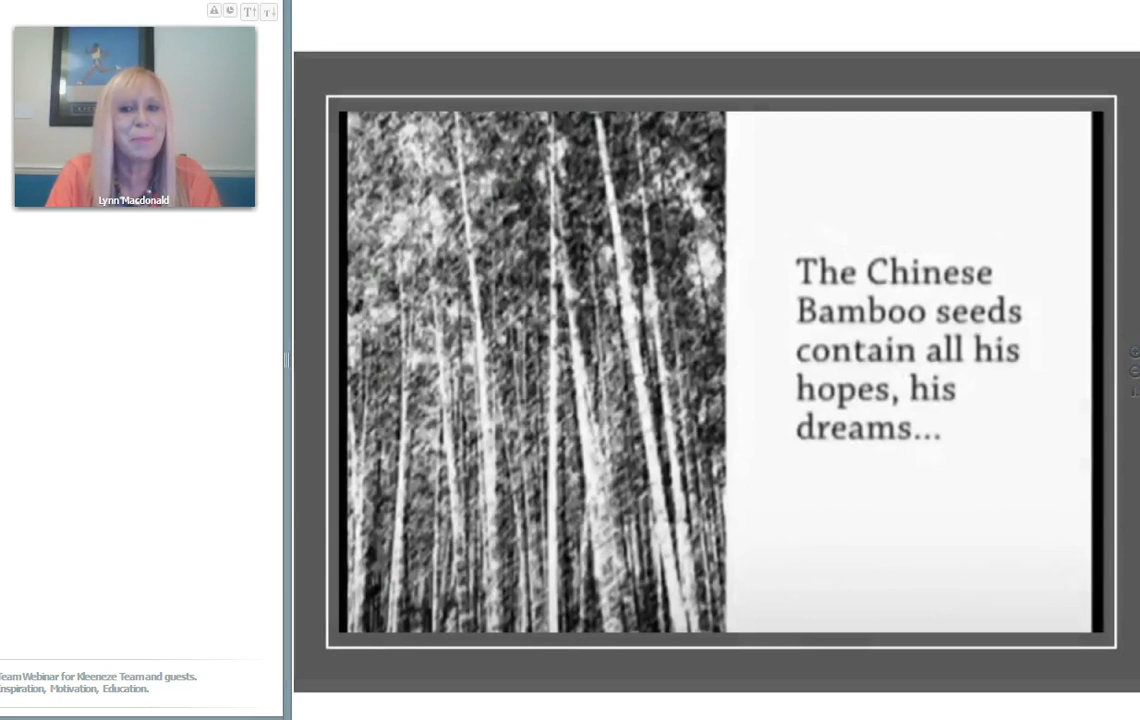 T↑ T↓
Lynn Macdonald
The Chinese
Bamboo seeds
contain all his
hopes, his
dreams...
Team Webinar for Kleeneze Team and guests.
Inspiration, Motivation, Education.